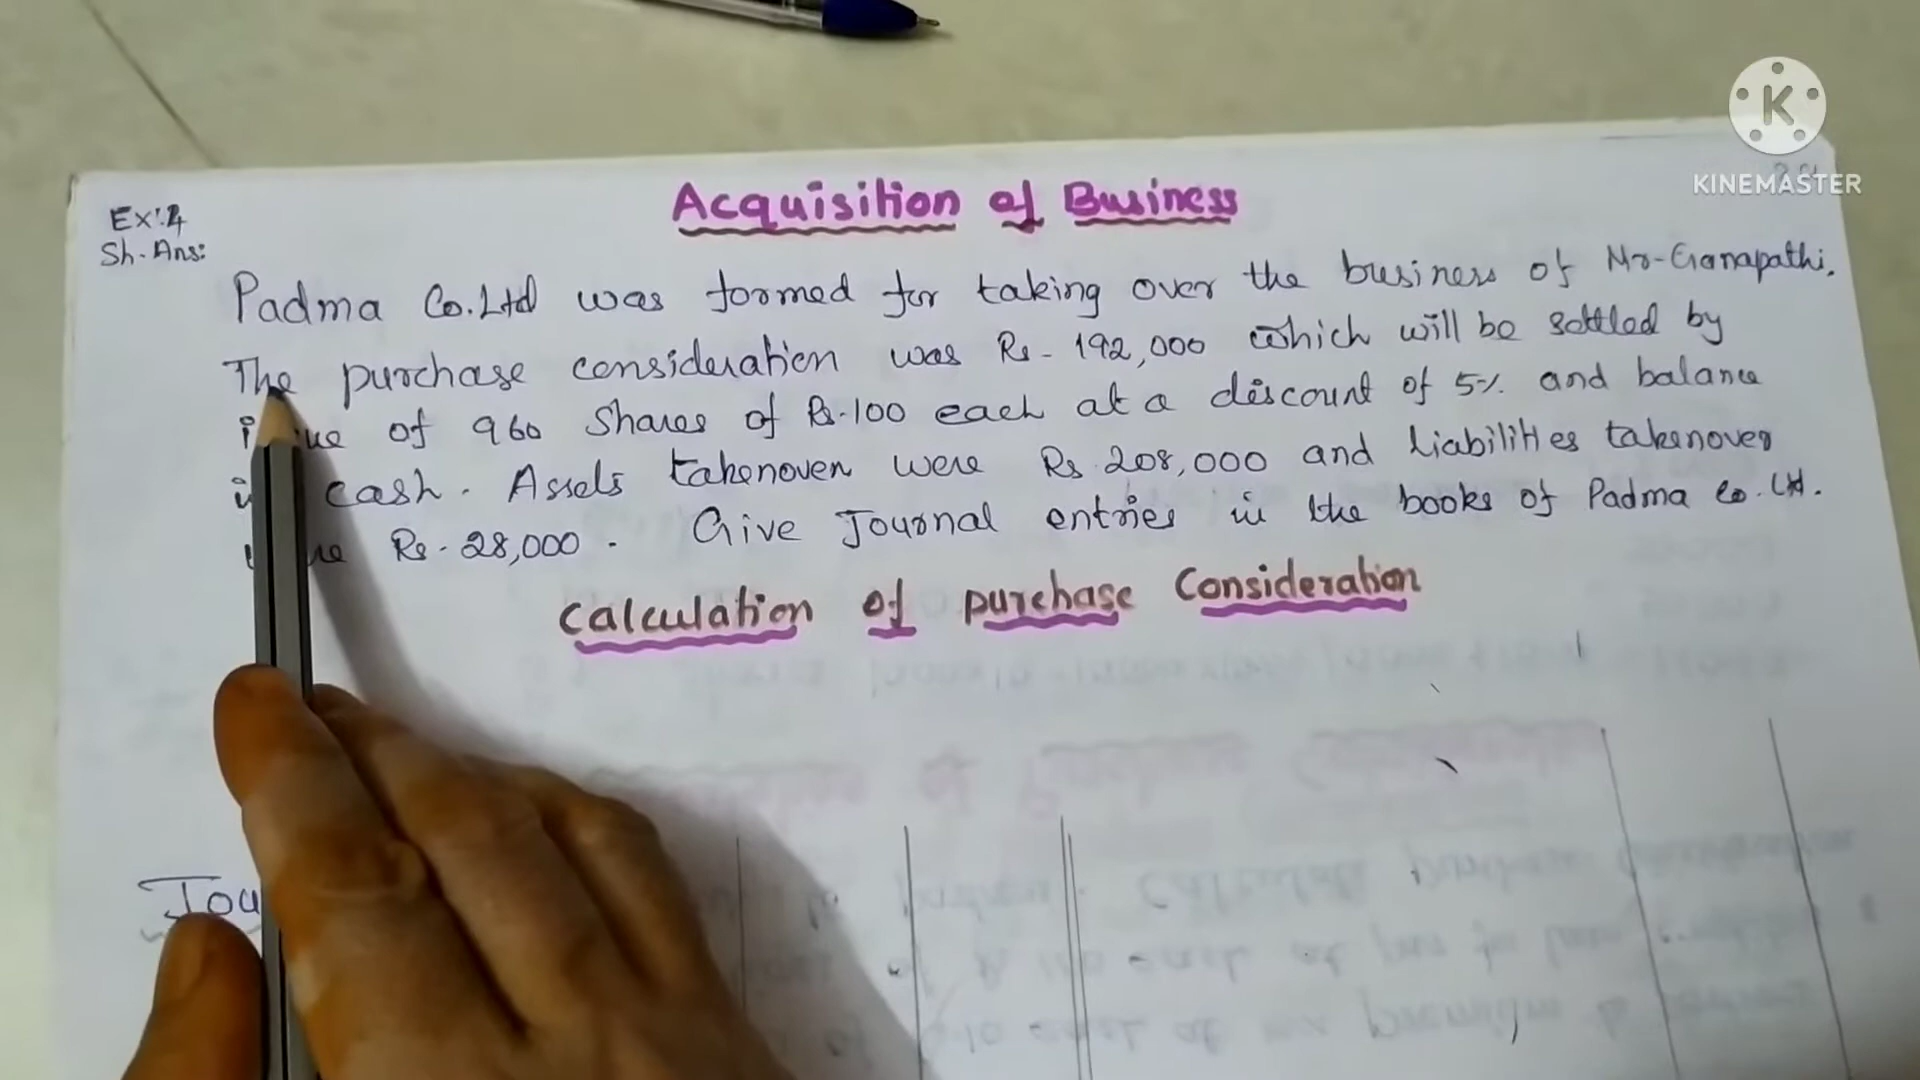 KINEMASTER
Acquisition of Business
Ex:4
Sh-Ans:
Padma Co.Ltd was formed for taking over the business of Mr-Ganapathi.
The purchase consideration was Rs-192,000 which will be settled by
of 960 Shares of Rs-100 each at a discount of 5% and balance
cash. Assets takenover were Rs 208,000 and liabilities takenover
Rs-28,000. Give Journal entries in the books of Padma Co.Ltd.
Calculation of purchase Consideration
Jou